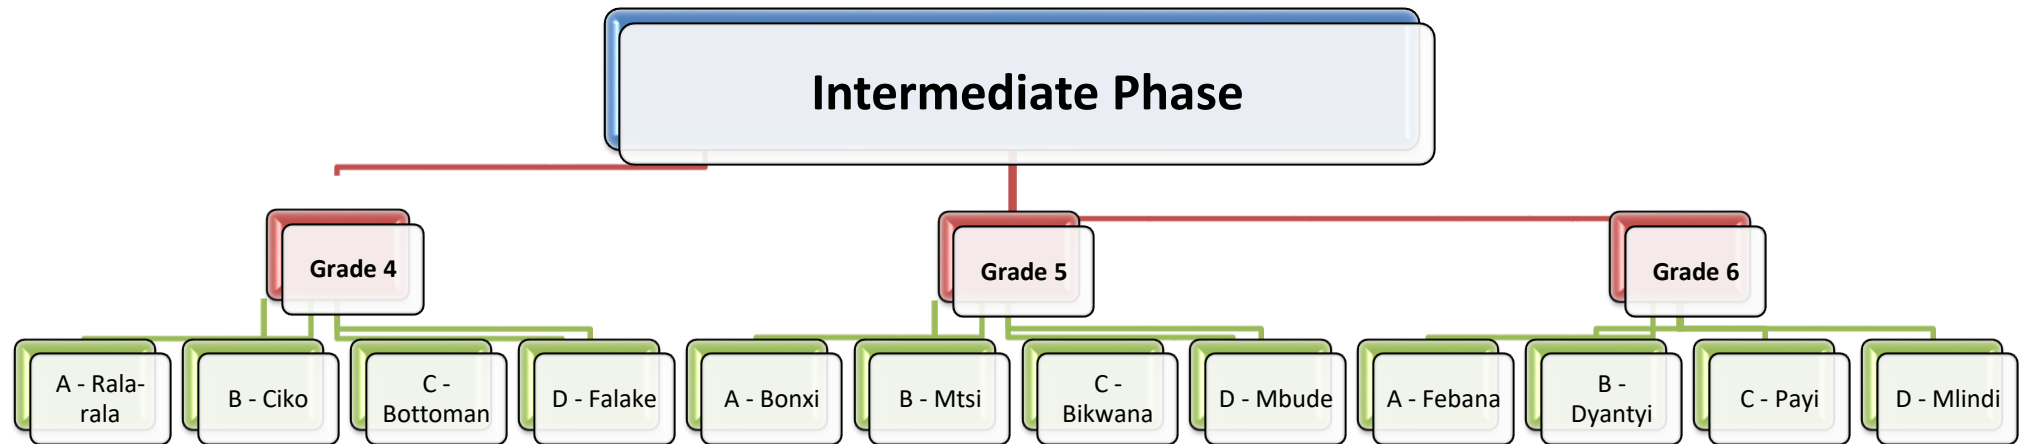 Intermediate Phase
Grade 4
Grade 5
Grade 6
A - Rala-
rala
B - Ciko
C -
Bottoman
D - Falake
A - Bonxi
B - Mtsi
C -
Bikwana
D - Mbude
A - Febana
B -
Dyantyi
C - Payi
D - Mlindi